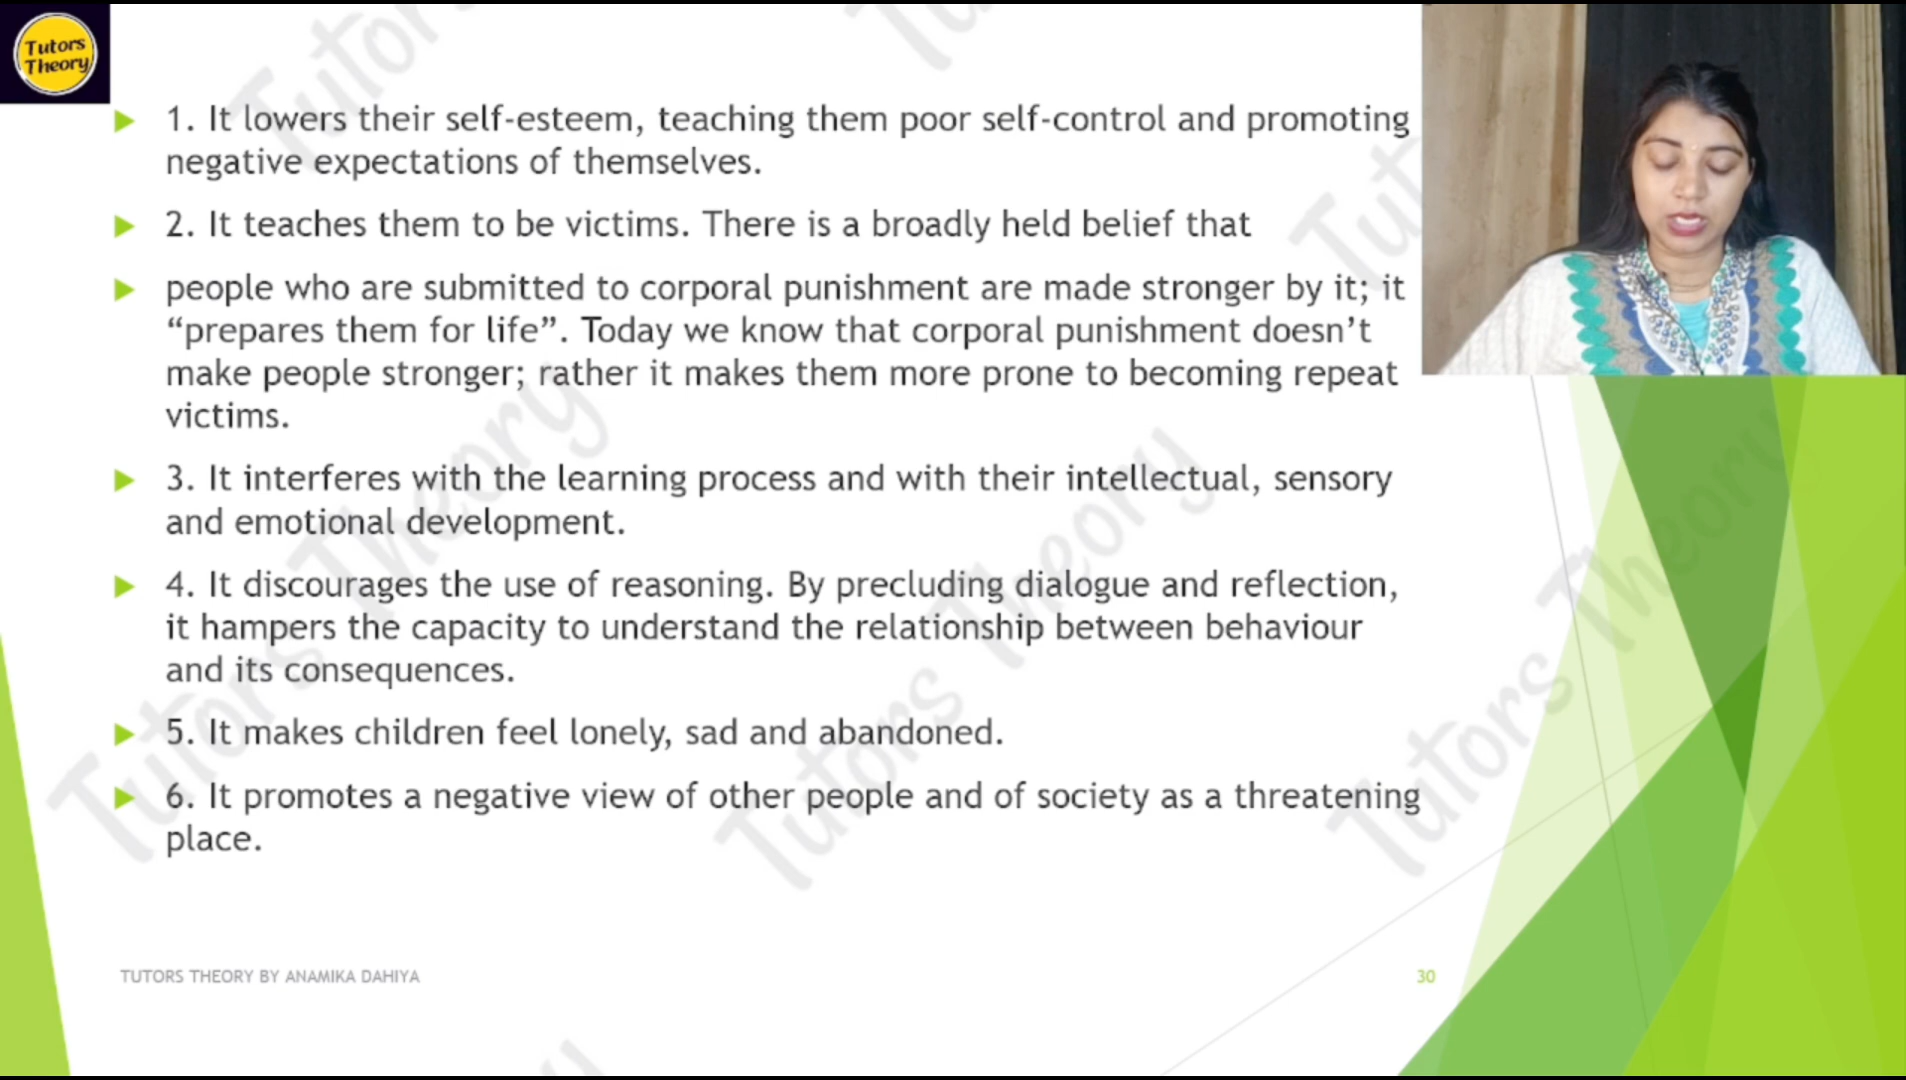 Tutors
Theory
1. It lowers their self-esteem, teaching them poor self-control and promoting
negative expectations of themselves.
2. It teaches them to be victims. There is a broadly held belief that
people who are submitted to corporal punishment are made stronger by it; it
“prepares them for life”. Today we know that corporal punishment doesn’t
make people stronger; rather it makes them more prone to becoming repeat
victims.
3. It interferes with the learning process and with their intellectual, sensory
and emotional development.
4. It discourages the use of reasoning. By precluding dialogue and reflection,
it hampers the capacity to understand the relationship between behaviour
and its consequences.
5. It makes children feel lonely, sad and abandoned.
6. It promotes a negative view of other people and of society as a threatening
place.
TUTORS THEORY BY ANAMIKA DAHIYA
30
Tutors Theory
Tutors Theory
Tutors Theory
Tutors